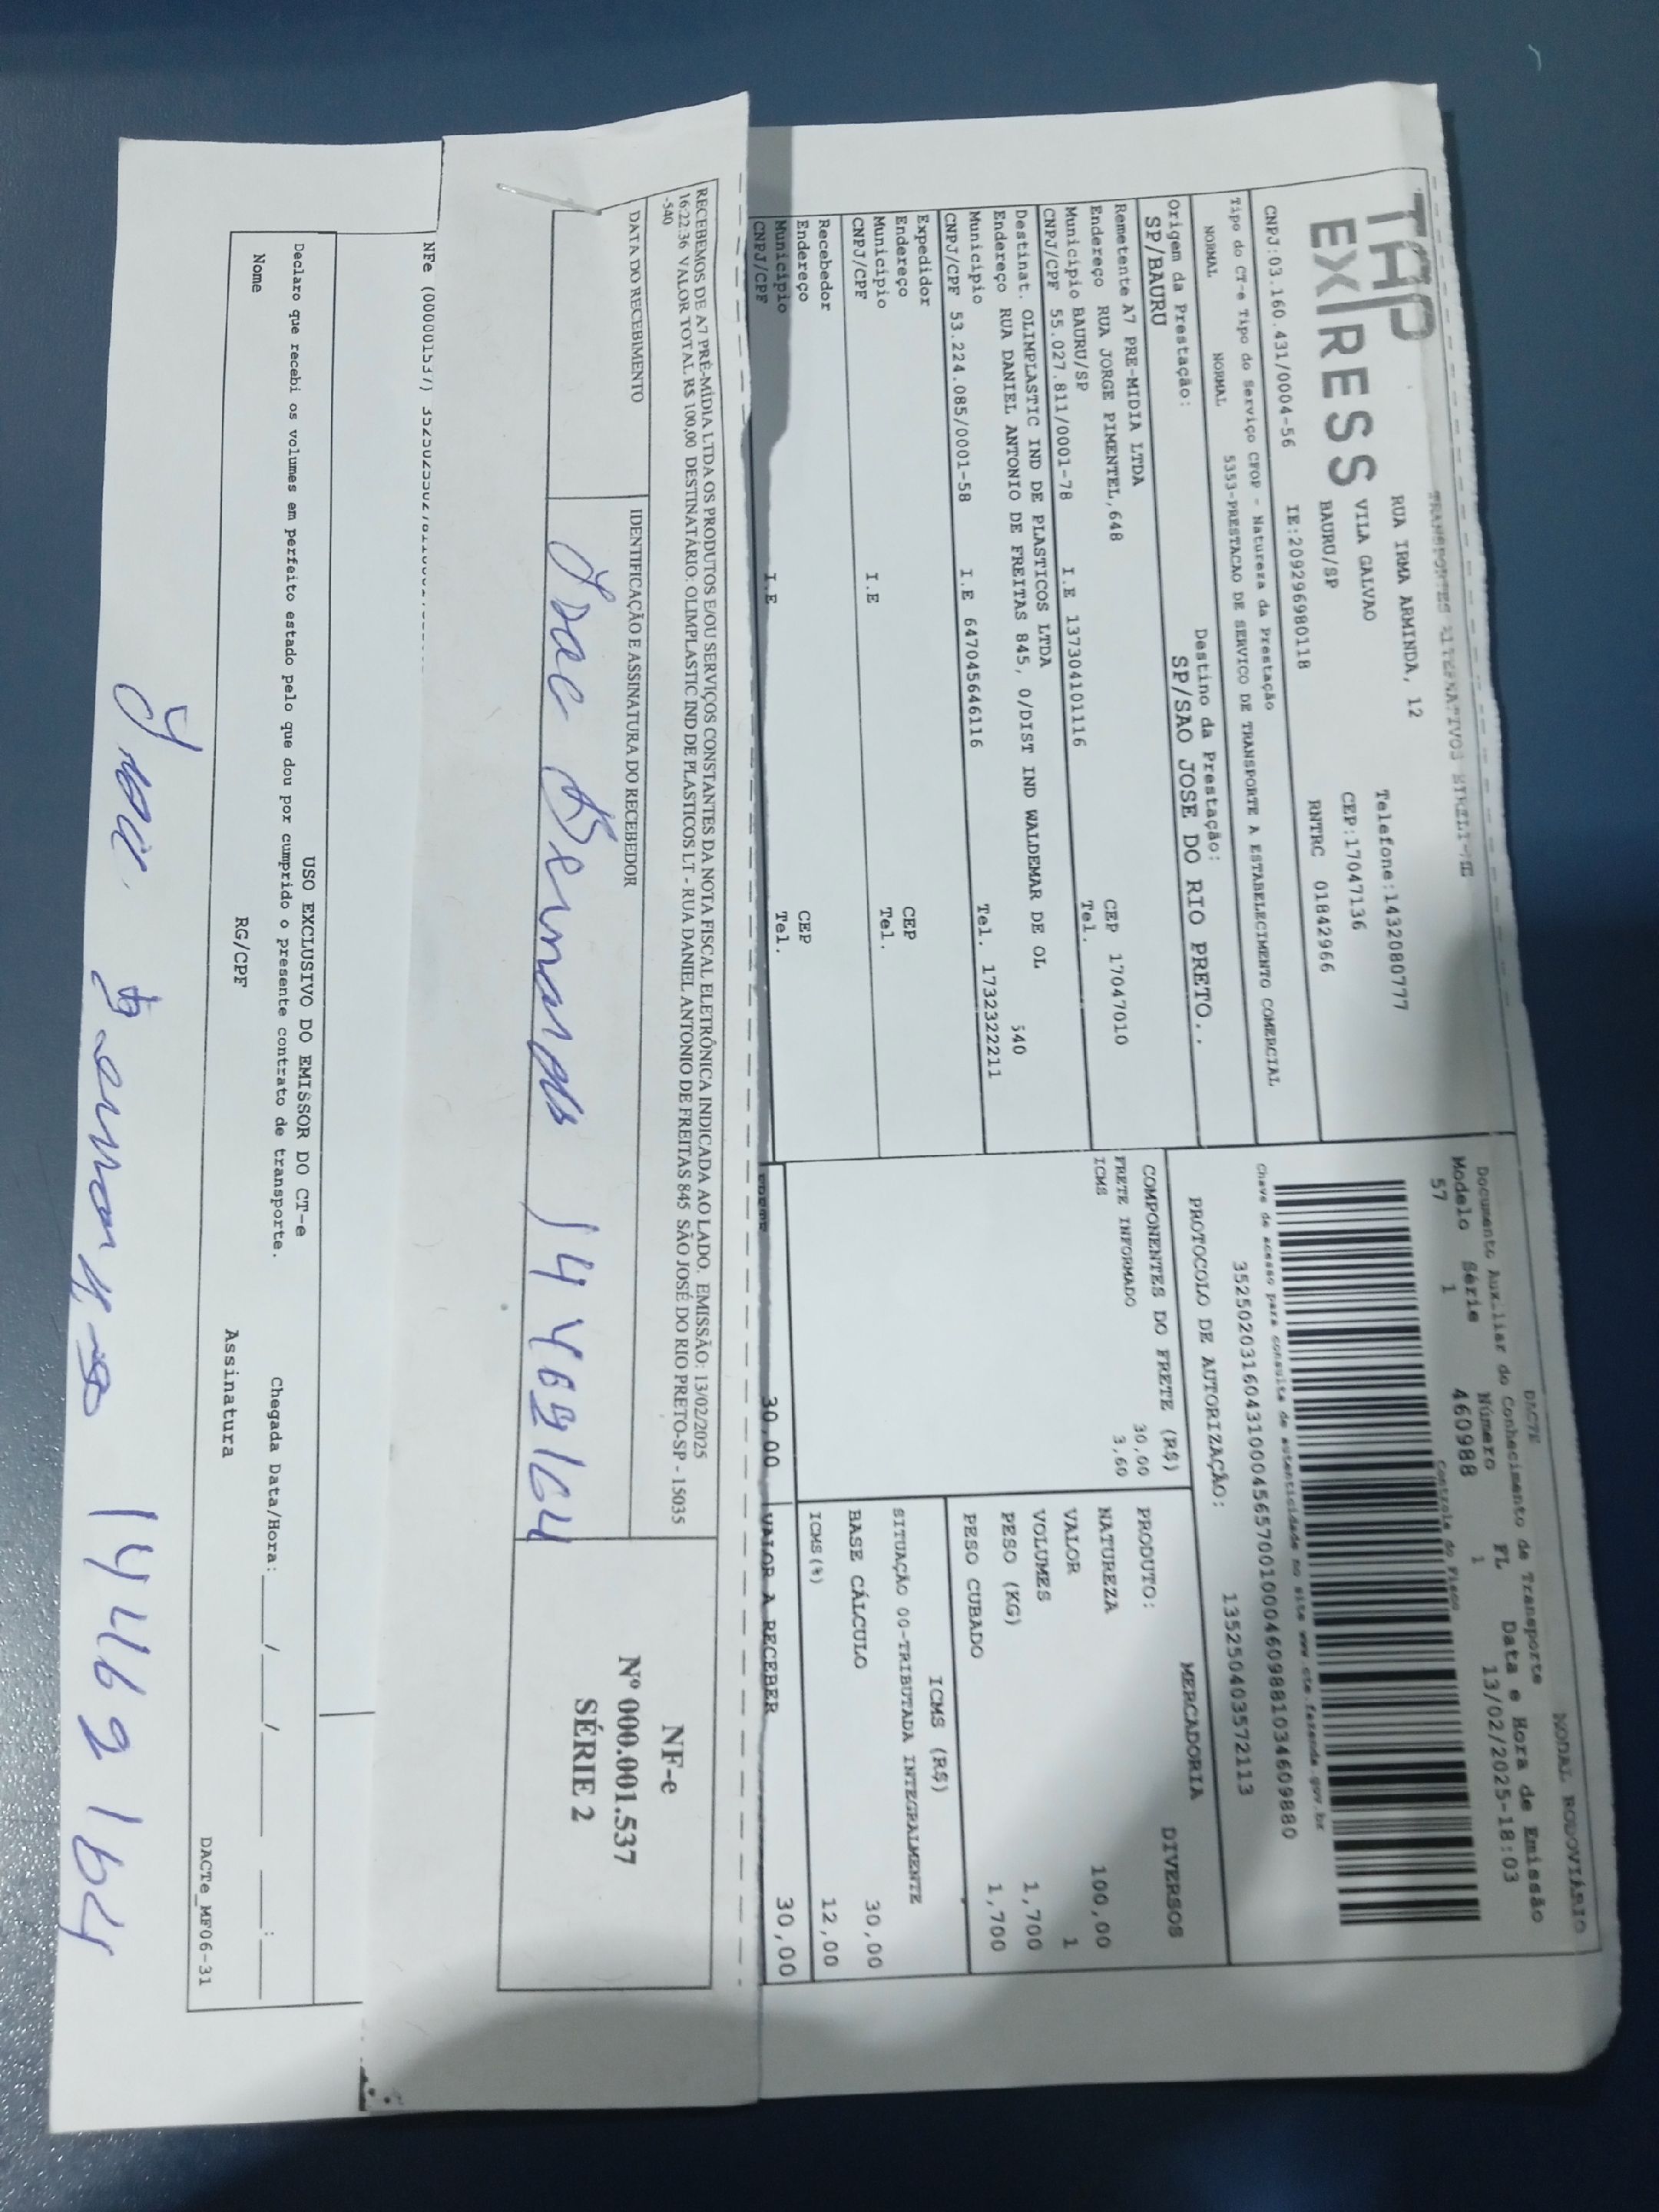 MODAL RODOVIÁRIO
TAP
EXPRESS
TRANSPORTES ALTERNATIVOS
RUA IRMA ARMINDA, 12
Telefone:1432080777
VILA GALVAO
CEP:17047136
BAURU/SP
RNTRC 01842966
CNPJ:03.160.431/0004-56
IE:209296980118
DACTE
Documento Auxiliar do Conhecimento de Transporte
Modelo Série Número FL Data e Hora de Emissão
57 1 460988 1 13/02/2025-18:03
Controle do Fisco
Tipo do CT-e Tipo do Serviço CFOP - Natureza da Prestação
NORMAL NORMAL 5353-PRESTACAO DE SERVICO DE TRANSPORTE A ESTABELECIMENTO COMERCIAL
Chave de acesso para consulta de autenticidade no site www.cte.fazenda.gov.br
35250203160431000456570010004609881034609880
Origem da Prestação:
SP/BAURU
Destino da Prestação:
SP/SAO JOSE DO RIO PRETO..
PROTOCOLO DE AUTORIZAÇÃO: 135250403572113
Remetente A7 PRE-MIDIA LTDA
Endereço RUA JORGE PIMENTEL,648
CEP 17047010
Município BAURU/SP
Tel.
CNPJ/CPF 55.027.811/0001-78 I.E 137304101116
Destinat. OLIMPLASTIC IND DE PLASTICOS LTDA
Endereço RUA DANIEL ANTONIO DE FREITAS 845, 0/DIST IND WALDEMAR DE OL
Município 540
CNPJ/CPF 53.224.085/0001-58 I.E 647045646116 Tel. 1732322211
Expedidor
Endereço
Município CEP
CNPJ/CPF I.E Tel.
Recebedor
Endereço
Município CEP
CNPJ/CPF I.E Tel.
COMPONENTES DO FRETE (R$)
FRETE INFORMADO 30,00
ICMS 3,60
MERCADORIA
PRODUTO: DIVERSOS
NATUREZA
VALOR 100,00
VOLUMES 1
PESO (KG) 1,700
PESO CUBADO 1,700
ICMS (R$)
SITUAÇÃO 00-TRIBUTADA INTEGRALMENTE
BASE CÁLCULO 30,00
ICMS(%) 12,00
FRETE 30,00
VALOR A RECEBER 30,00
RECEBEMOS DE A7 PRÉ-MÍDIA LTDA OS PRODUTOS E/OU SERVIÇOS CONSTANTES DA NOTA FISCAL ELETRÔNICA INDICADA AO LADO. EMISSÃO: 13/02/2025
16:22:36 VALOR TOTAL R$ 100,00 DESTINATÁRIO: OLIMPLASTIC IND DE PLASTICOS LT - RUA DANIEL ANTONIO DE FREITAS 845 SÃO JOSÉ DO RIO PRETO-SP - 15035
-540
DATA DO RECEBIMENTO
IDENTIFICAÇÃO E ASSINATURA DO RECEBEDOR
NF-e
Nº 000.001.537
SÉRIE 2
NFe (000001537)
USO EXCLUSIVO DO EMISSOR DO CT-e
Declaro que recebi os volumes em perfeito estado pelo que dou por cumprido o presente contrato de transporte.
Chegada Data/Hora:____/____/______ ____:____
Nome
RG/CPF
Assinatura
DACTe_MF06-31